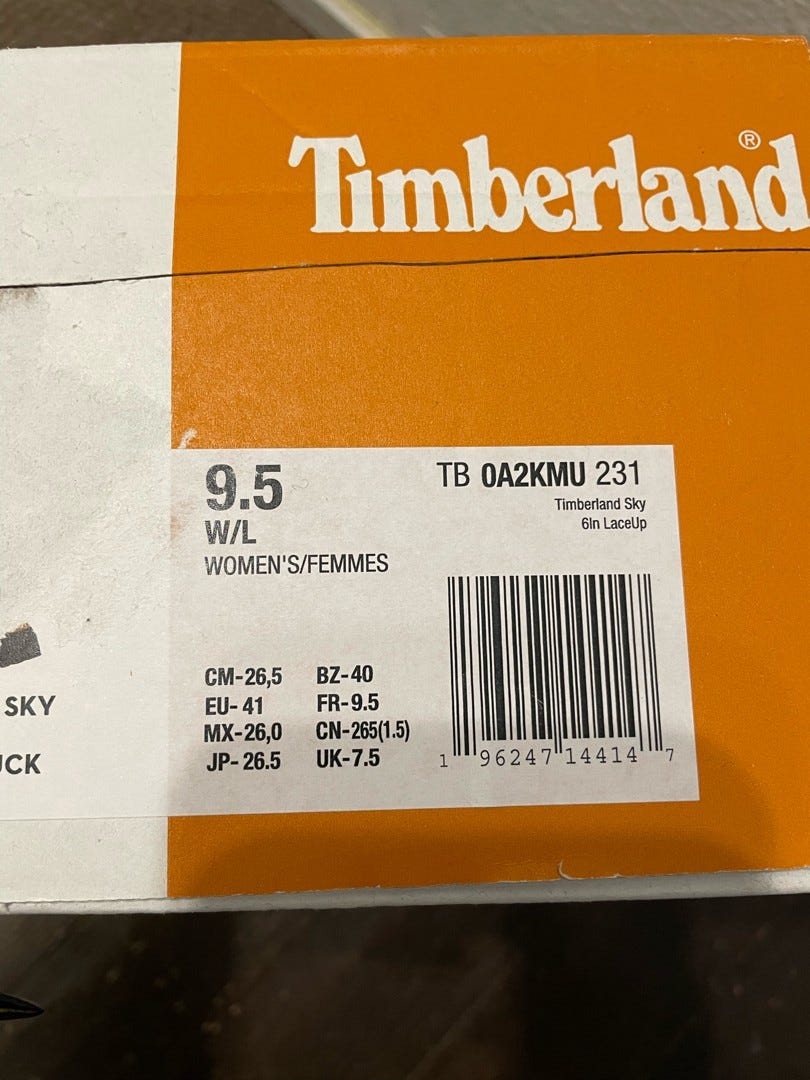 Timberland®
9.5
W/L
WOMEN'S/FEMMES
TB 0A2KMU 231
Timberland Sky
6In LaceUp
CM-26,5 BZ-40
EU-41 FR-9.5
MX-26,0 CN-265(1.5)
JP-26.5 UK-7.5
1 96247 14414 7
SKY
UCK